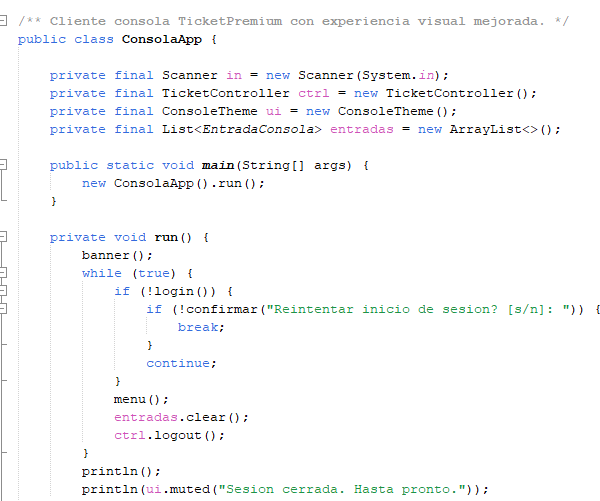 /** Cliente consola TicketPremium con experiencia visual mejorada. */
public class ConsolaApp {
private final Scanner in = new Scanner(System.in);
private final TicketController ctrl = new TicketController();
private final ConsoleTheme ui = new ConsoleTheme();
private final List<EntradaConsola> entradas = new ArrayList<>();
public static void main(String[] args) {
new ConsolaApp().run();
}
private void run() {
banner();
while (true) {
if (!login()) {
if (!confirmar("Reintentar inicio de sesion? [s/n]: ")) {
break;
}
continue;
}
menu();
entradas.clear();
ctrl.logout();
}
println();
println(ui.muted("Sesion cerrada. Hasta pronto."));